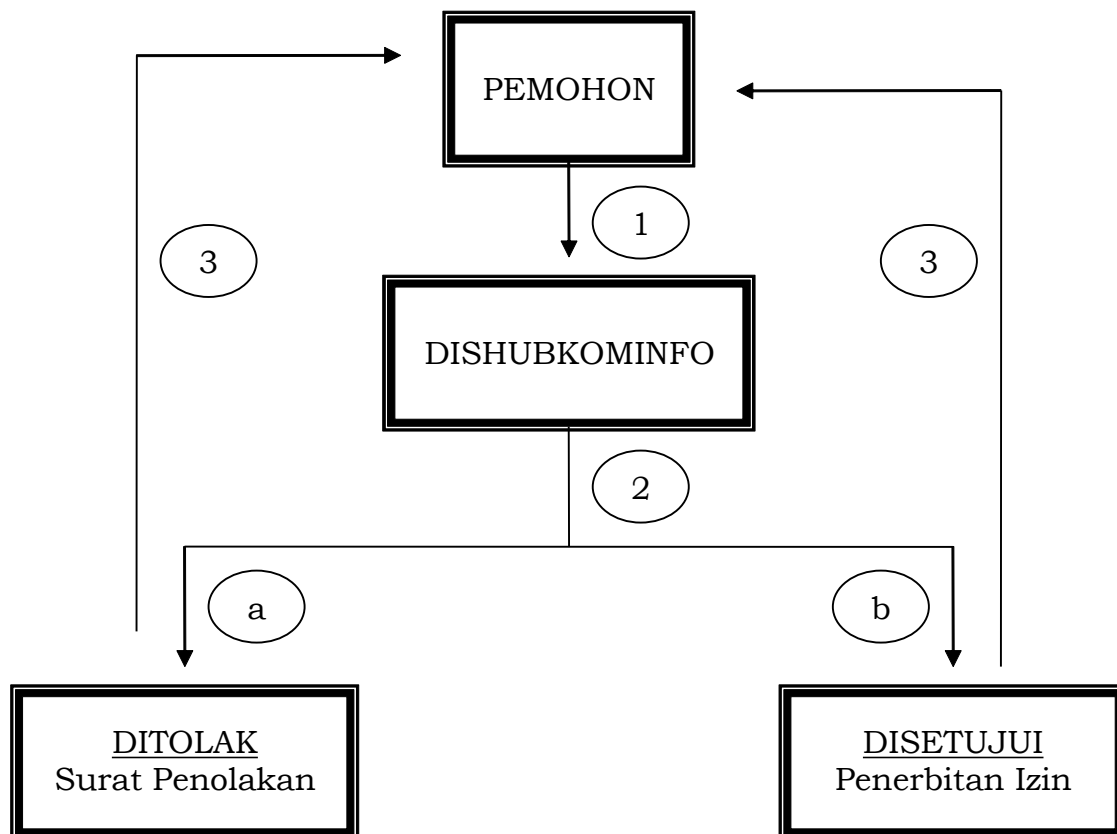 PEMOHON
1
3
3
DISHUBKOMINFO
2
a
b
DITOLAK
Surat Penolakan
DISETUJUI
Penerbitan Izin